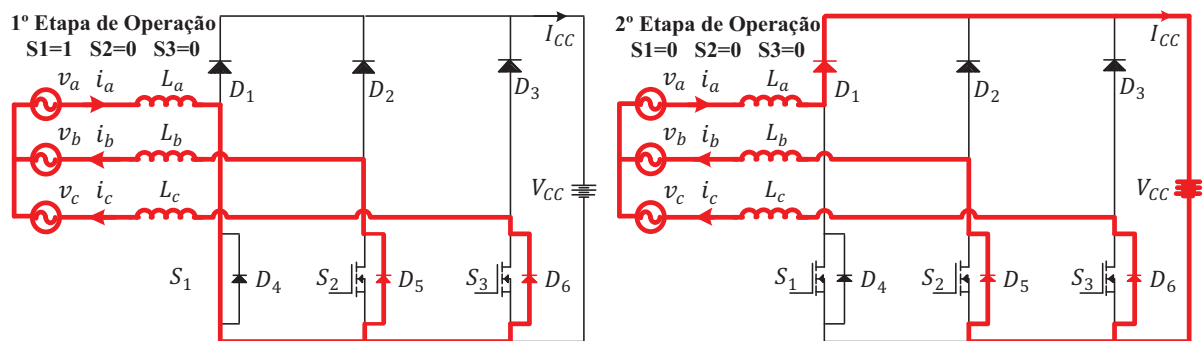 1º Etapa de Operação
S1=1 S2=0 S3=0
I_CC
D_1
D_2
D_3
v_a i_a L_a
v_b i_b L_b
v_c i_c L_c
V_CC
S_1
D_4
S_2
D_5
S_3
D_6
2º Etapa de Operação
S1=0 S2=0 S3=0
I_CC
D_1
D_2
D_3
v_a i_a L_a
v_b i_b L_b
v_c i_c L_c
V_CC
S_1
D_4
S_2
D_5
S_3
D_6